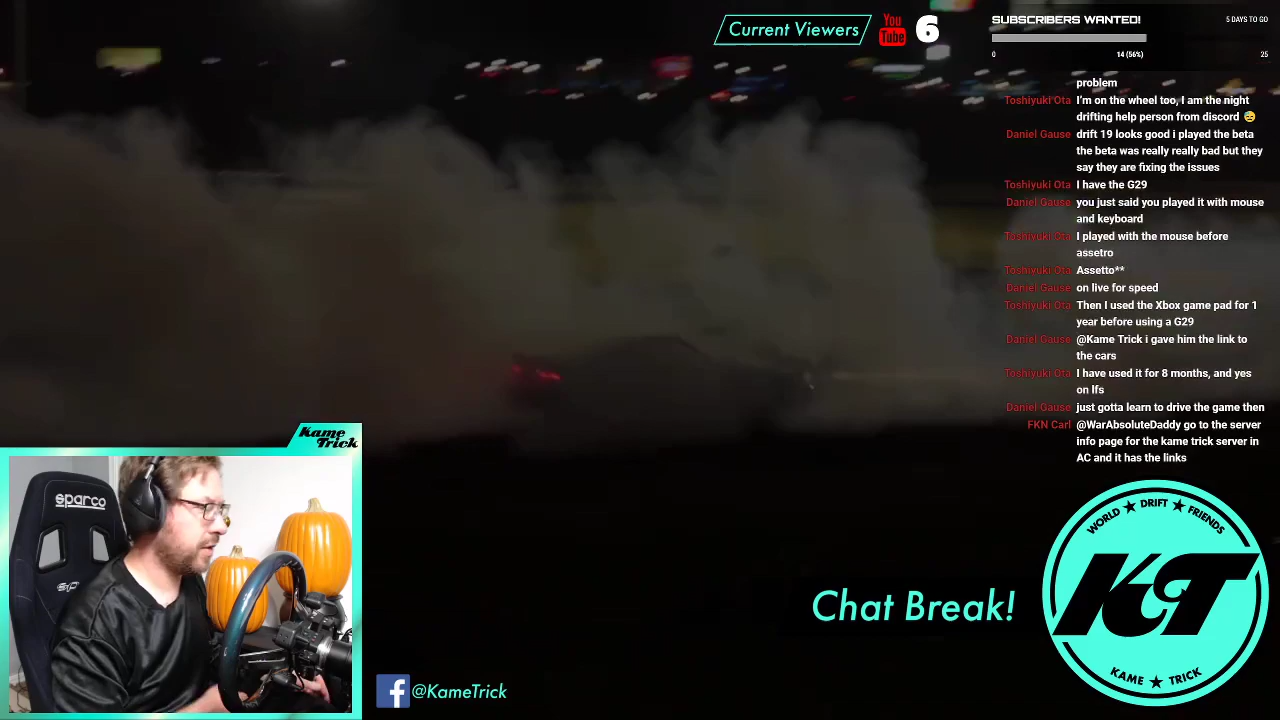 Current Viewers
You
Tube
6
SUBSCRIBERS WANTED!
5 DAYS TO GO
0
14 (56%)
25
problem
Toshiyuki Ota I'm on the wheel too, I am the night
drifting help person from discord 😅
Daniel Gause drift 19 looks good i played the beta
the beta was really really bad but they
say they are fixing the issues
Toshiyuki Ota I have the G29
Daniel Gause you just said you played it with mouse
and keyboard
Toshiyuki Ota I played with the mouse before
assetro
Toshiyuki Ota Assetto**
Daniel Gause on live for speed
Toshiyuki Ota Then I used the Xbox game pad for 1
year before using a G29
Daniel Gause @Kame Trick i gave him the link to
the cars
Toshiyuki Ota I have used it for 8 months, and yes
on lfs
Daniel Gause just gotta learn to drive the game then
FKN Carl @WarAbsoluteDaddy go to the server
info page for the kame trick server in
AC and it has the links
Kame
Trick
sparco
WORLD ★ DRIFT ★ FRIENDS
KT
KAME ★ TRICK
Chat Break!
@KameTrick